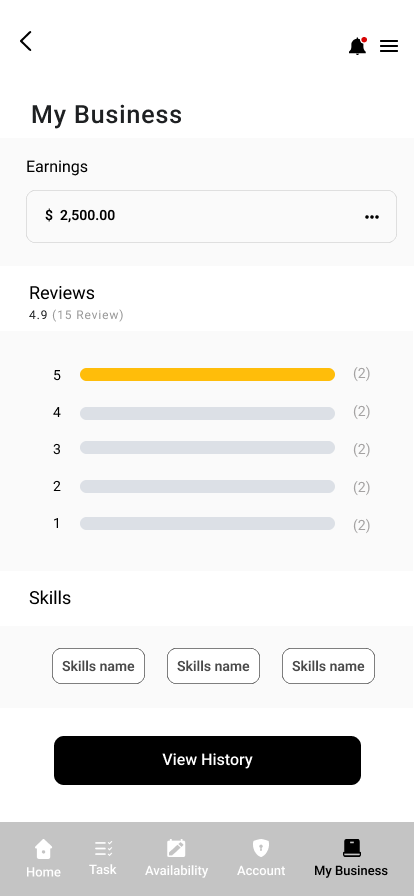 My Business
Earnings
$ 2,500.00
Reviews
4.9 (15 Review)
5 (2)
4 (2)
3 (2)
2 (2)
1 (2)
Skills
Skills name Skills name Skills name
View History
Home Task Availability Account My Business